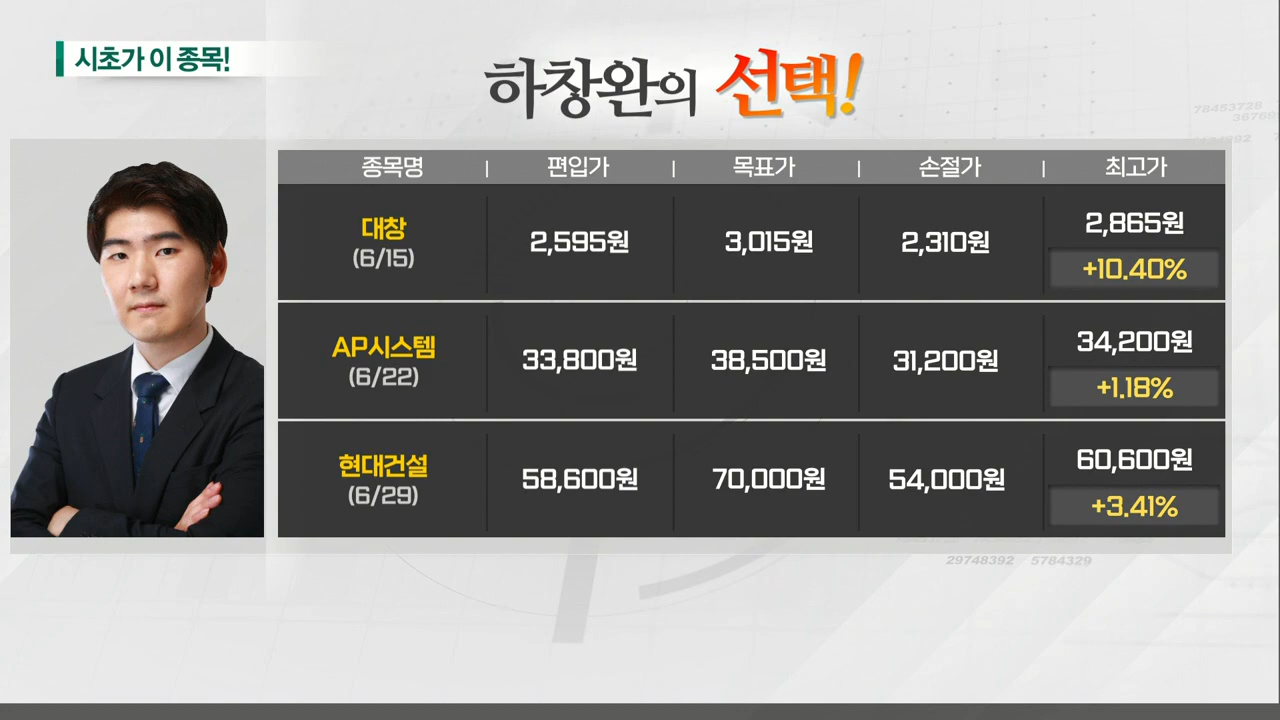 시초가 이 종목!
하창완의 선택!
종목명 | 편입가 | 목표가 | 손절가 | 최고가
대창 2,595원 3,015원 2,310원 2,865원
(6/15) +10.40%
AP시스템 33,800원 38,500원 31,200원 34,200원
(6/22) +1.18%
현대건설 58,600원 70,000원 54,000원 60,600원
(6/29) +3.41%
78453728
29748392 5784329